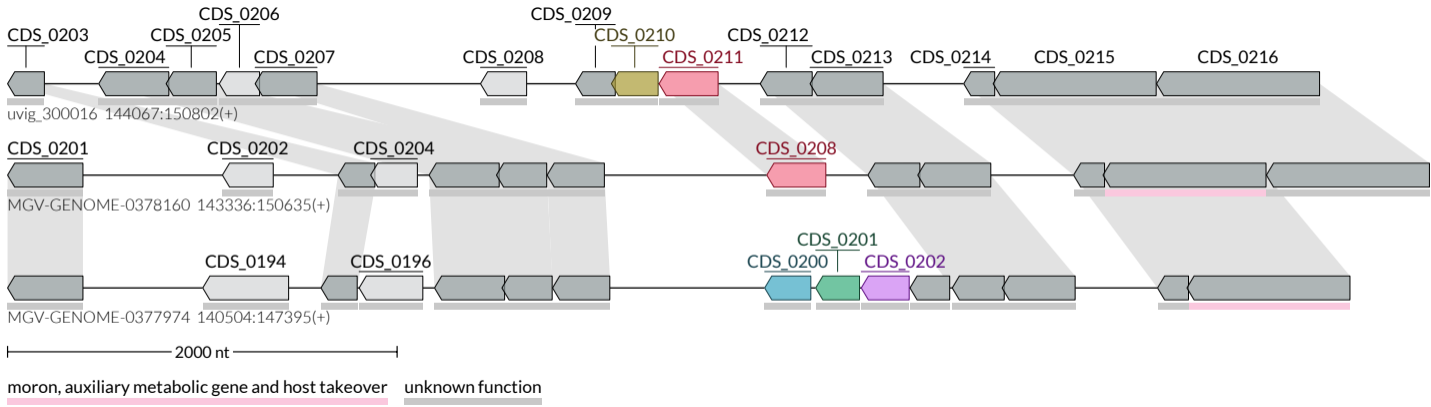 CDS_0206 CDS_0209
CDS_0203 CDS_0205 CDS_0210 CDS_0212
CDS_0204 CDS_0207 CDS_0208 CDS_0211 CDS_0213 CDS_0214 CDS_0215 CDS_0216
uvig_300016 144067:150802(+)
CDS_0201 CDS_0202 CDS_0204 CDS_0208
MGV-GENOME-0378160 143336:150635(+)
CDS_0201
CDS_0194 CDS_0196 CDS_0200 CDS_0202
MGV-GENOME-0377974 140504:147395(+)
2000 nt
moron, auxiliary metabolic gene and host takeover unknown function